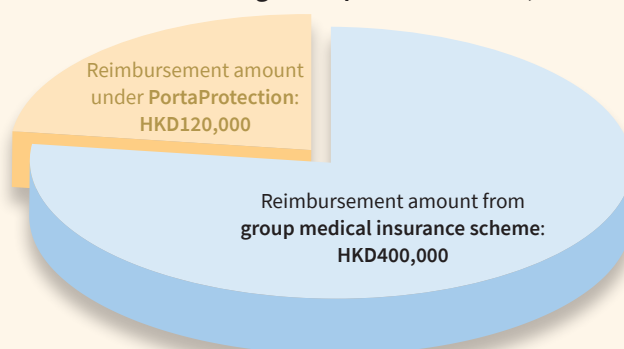 Reimbursement amount
under PortaProtection:
HKD120,000
Reimbursement amount from
group medical insurance scheme:
HKD400,000